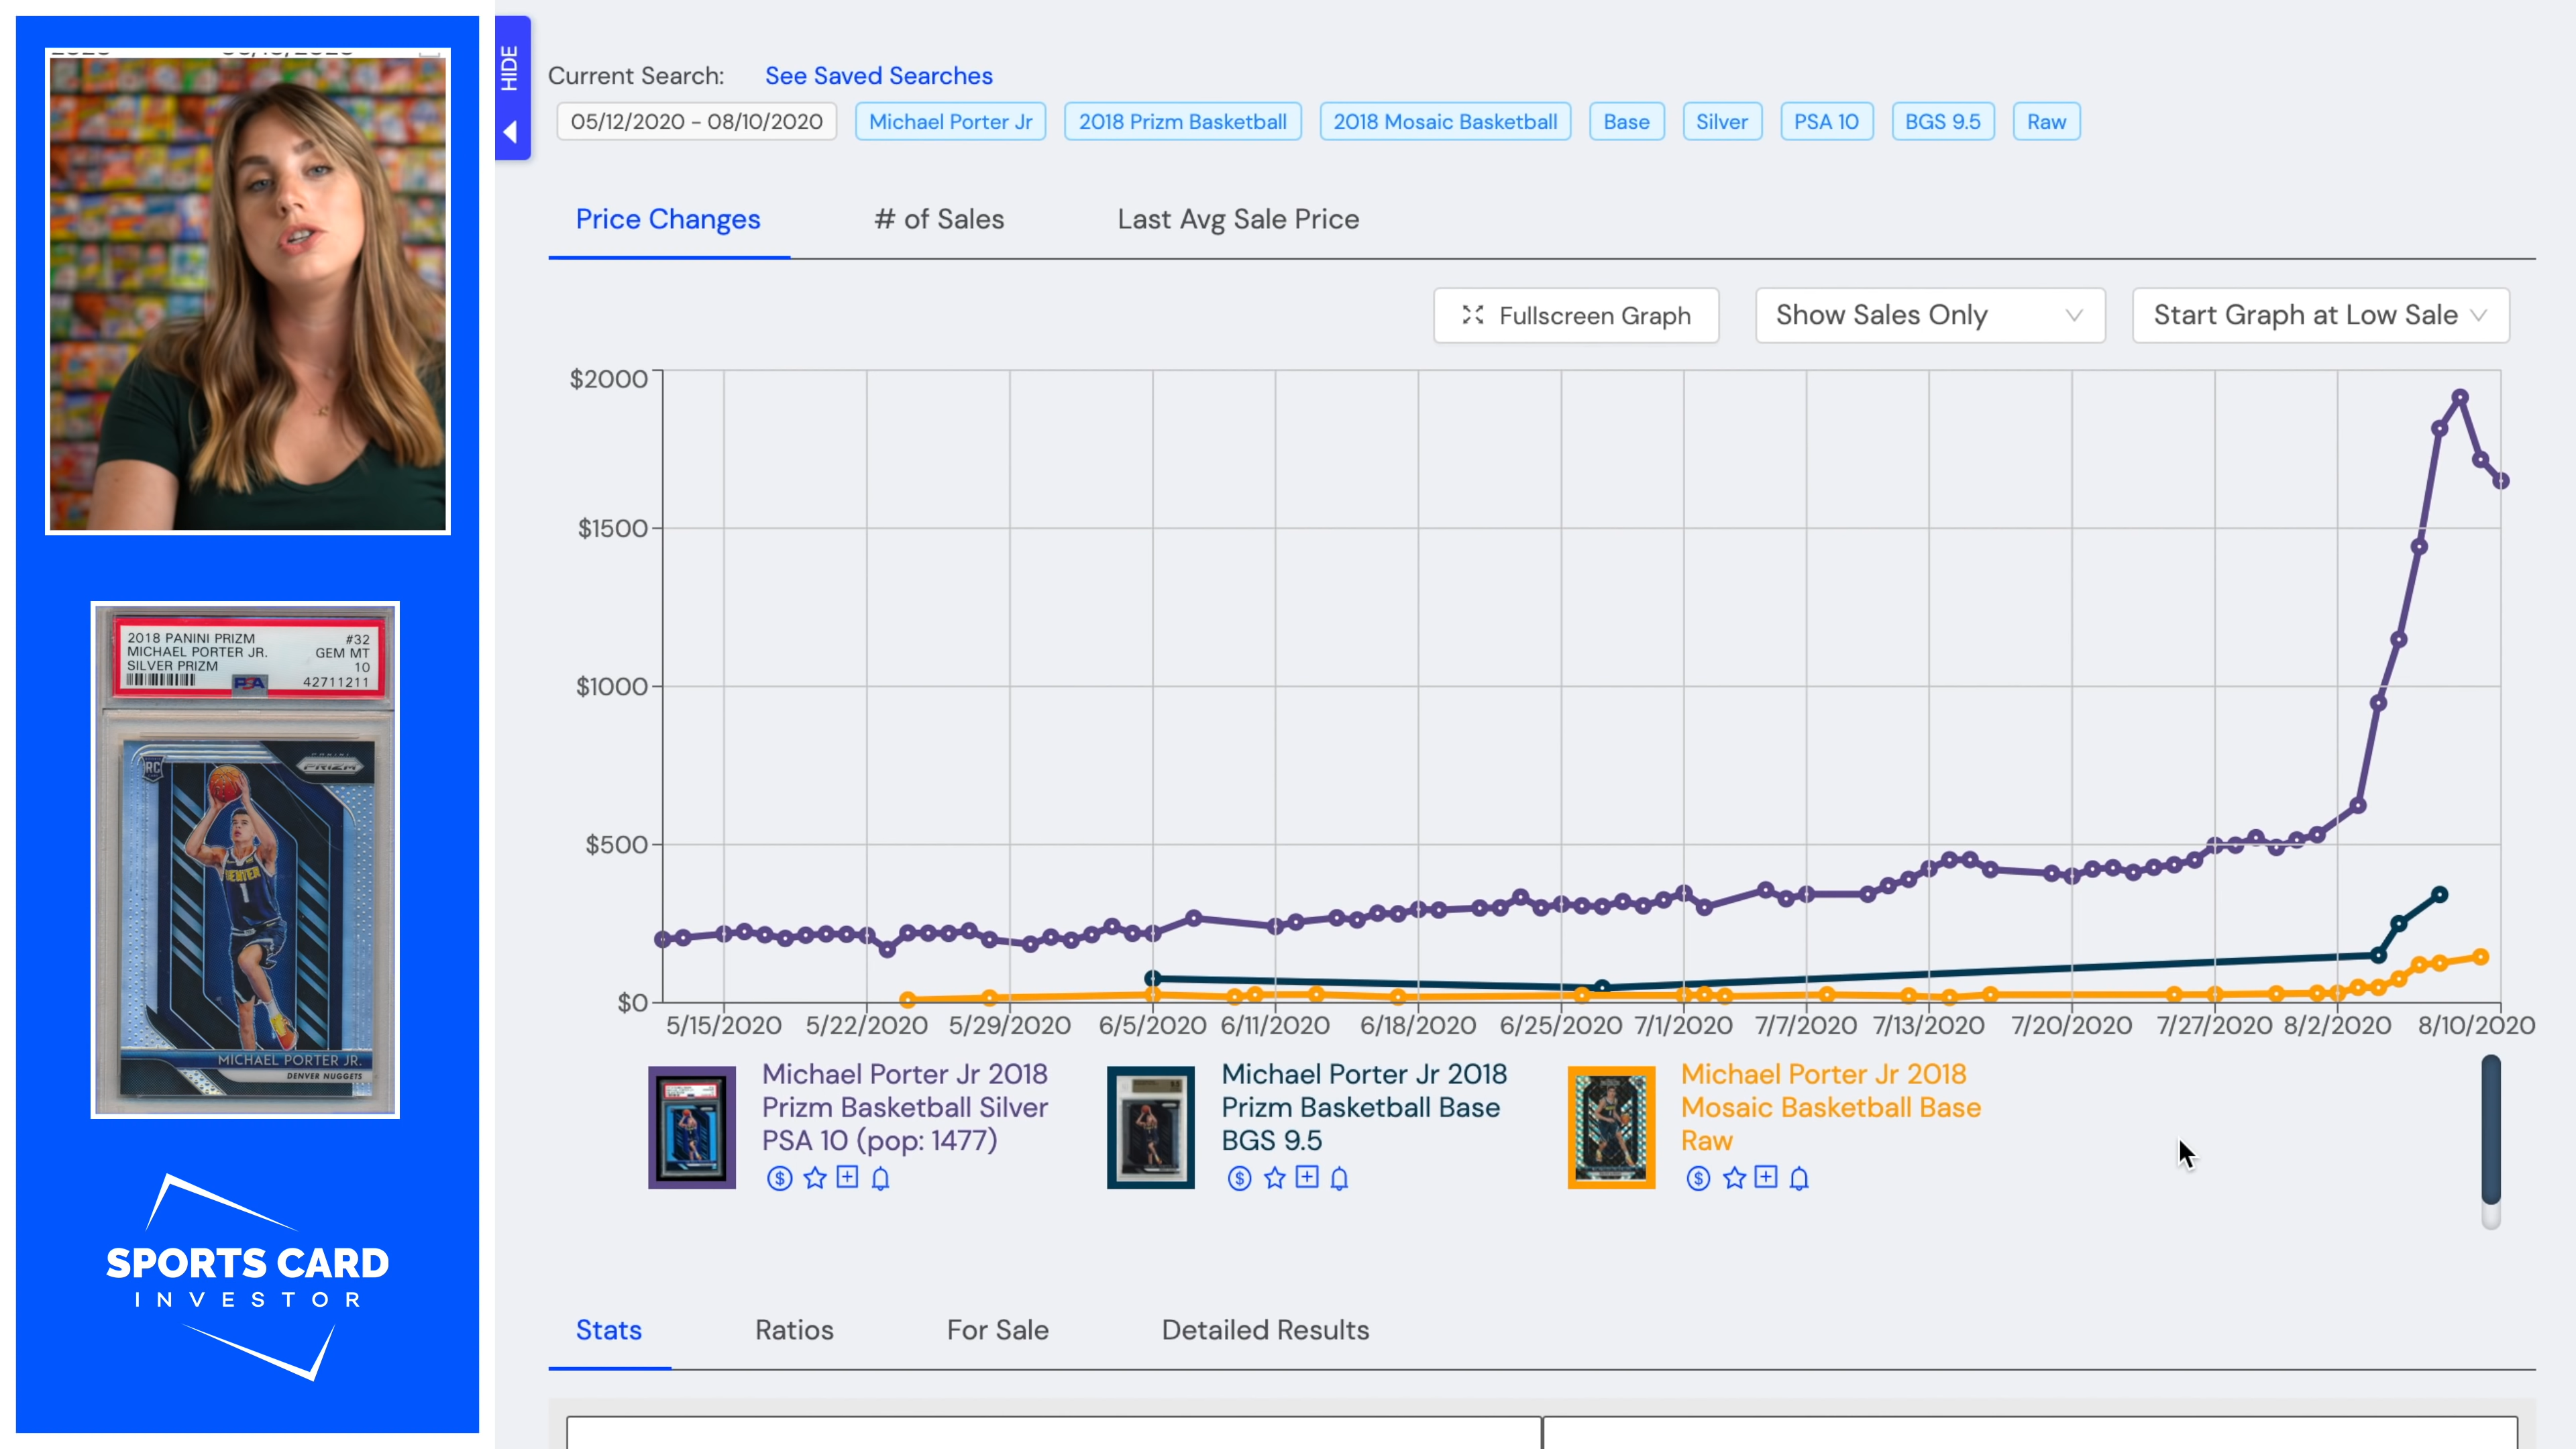 HIDE
Current Search: See Saved Searches
05/12/2020 - 08/10/2020 Michael Porter Jr 2018 Prizm Basketball 2018 Mosaic Basketball Base Silver PSA 10 BGS 9.5 Raw
Price Changes # of Sales Last Avg Sale Price
Fullscreen Graph Show Sales Only Start Graph at Low Sale
$2000
$1500
$1000
$500
$0
5/15/2020 5/22/2020 5/29/2020 6/5/2020 6/11/2020 6/18/2020 6/25/2020 7/1/2020 7/7/2020 7/13/2020 7/20/2020 7/27/2020 8/2/2020 8/10/2020
Michael Porter Jr 2018
Prizm Basketball Silver
PSA 10 (pop: 1477)
Michael Porter Jr 2018
Prizm Basketball Base
BGS 9.5
Michael Porter Jr 2018
Mosaic Basketball Base
Raw
Stats Ratios For Sale Detailed Results
2018 PANINI PRIZM #32
MICHAEL PORTER JR. GEM MT
SILVER PRIZM 10
PSA 42711211
RC
PANINI
PRIZM
DENVER
1
MICHAEL PORTER JR.
DENVER NUGGETS
SPORTS CARD
INVESTOR